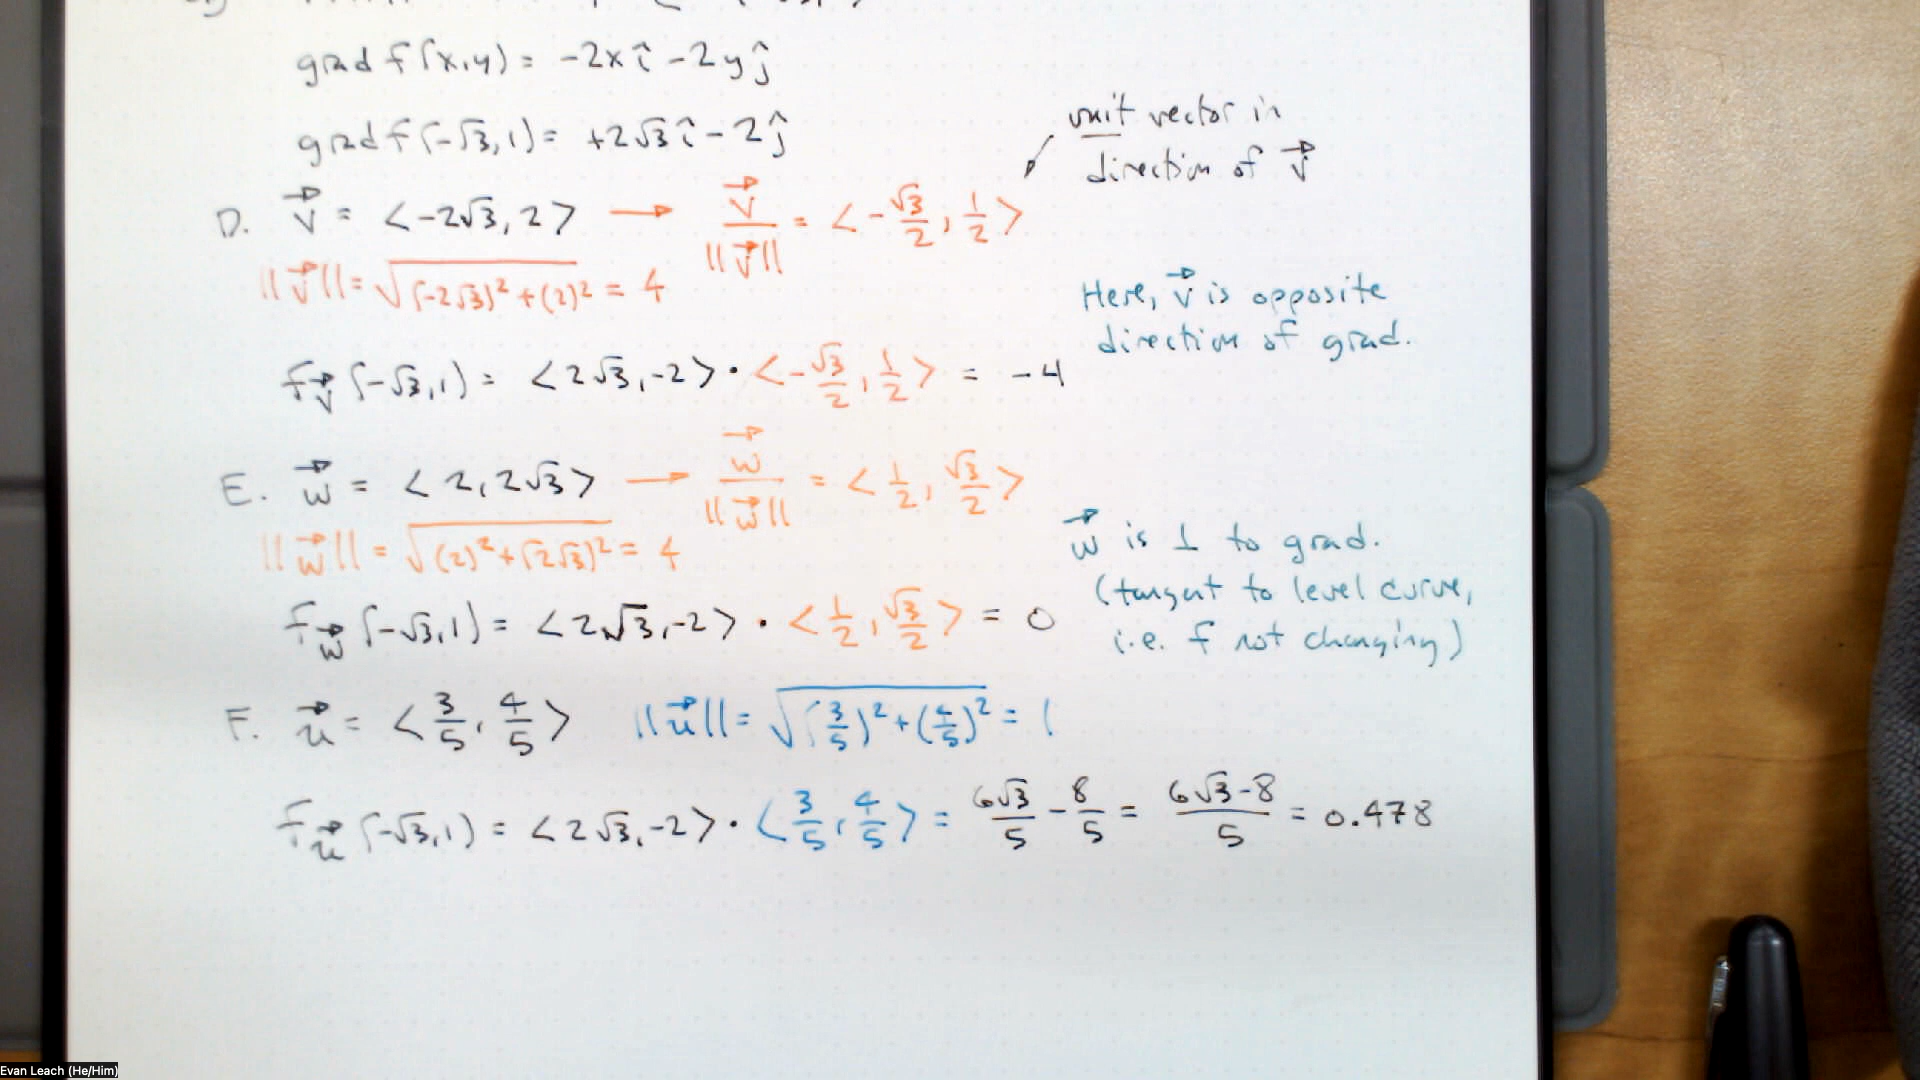 grad f(x,y) = -2x î - 2y ĵ
grad f(-√3, 1) = +2√3 î - 2 ĵ
unit vector in
direction of v⃗
D. v⃗ = <-2√3, 2> → v⃗/||v⃗|| = <-√3/2, 1/2>
||v⃗|| = √((-2√3)² + (2)²) = 4
Here, v⃗ is opposite
direction of grad.
f_v⃗ (-√3, 1) = <2√3, -2> · <-√3/2, 1/2> = -4
E. w⃗ = <2, 2√3> → w⃗/||w⃗|| = <1/2, √3/2>
||w⃗|| = √((2)² + (2√3)²) = 4
w⃗ is ⊥ to grad.
(tangent to level curve,
i.e. f not changing)
f_w⃗ (-√3, 1) = <2√3, -2> · <1/2, √3/2> = 0
F. u⃗ = <3/5, 4/5> ||u⃗|| = √((3/5)² + (4/5)²) = 1
f_u⃗ (-√3, 1) = <2√3, -2> · <3/5, 4/5> = 6√3/5 - 8/5 = (6√3-8)/5 = 0.478
Evan Leach (He/Him)